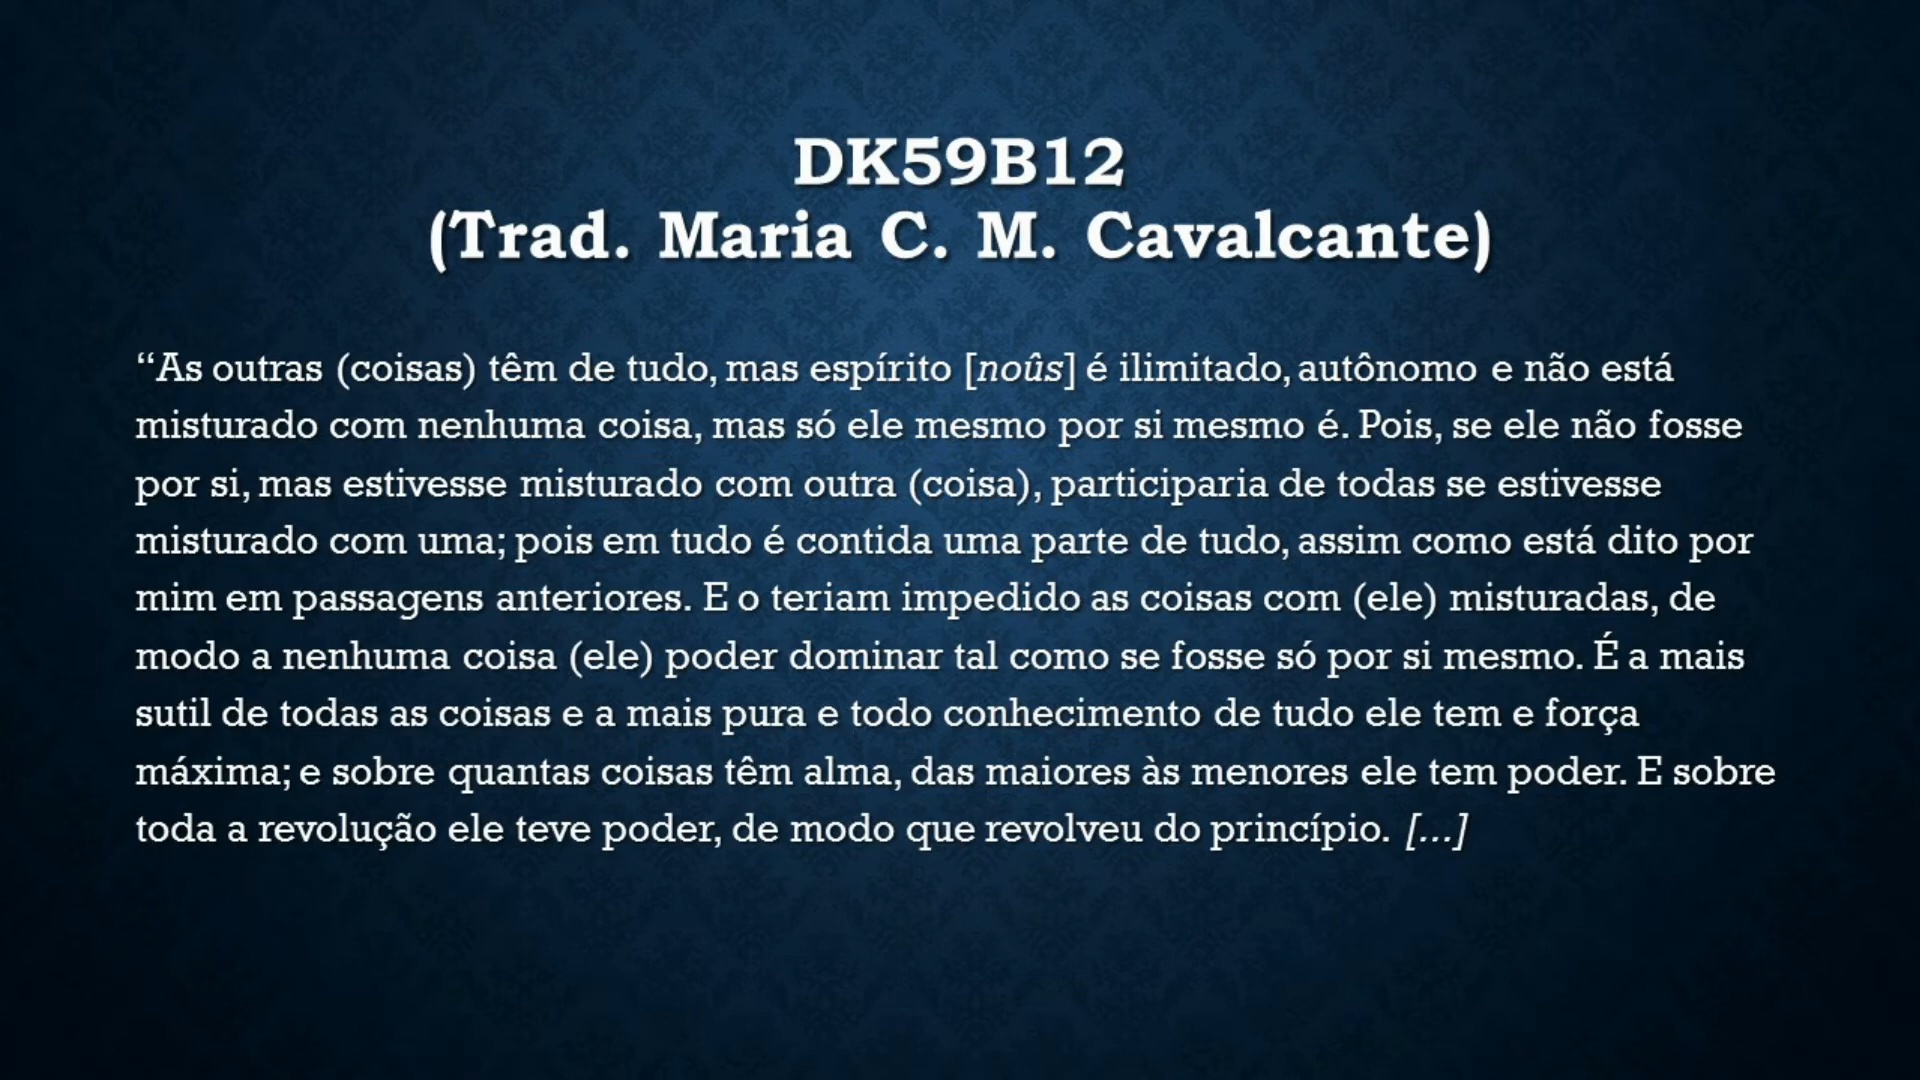 DK59B12
(Trad. Maria C. M. Cavalcante)
“As outras (coisas) têm de tudo, mas espírito [noûs] é ilimitado, autônomo e não está
misturado com nenhuma coisa, mas só ele mesmo por si mesmo é. Pois, se ele não fosse
por si, mas estivesse misturado com outra (coisa), participaria de todas se estivesse
misturado com uma; pois em tudo é contida uma parte de tudo, assim como está dito por
mim em passagens anteriores. E o teriam impedido as coisas com (ele) misturadas, de
modo a nenhuma coisa (ele) poder dominar tal como se fosse só por si mesmo. É a mais
sutil de todas as coisas e a mais pura e todo conhecimento de tudo ele tem e força
máxima; e sobre quantas coisas têm alma, das maiores às menores ele tem poder. E sobre
toda a revolução ele teve poder, de modo que revolveu do princípio. [...]